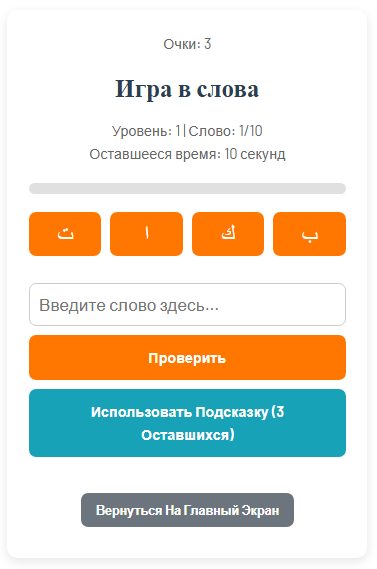 Очки: 3
Игра в слова
Уровень: 1 | Слово: 1/10
Оставшееся время: 10 секунд
ت ا ك ب
Введите слово здесь...
Проверить
Использовать Подсказку (3
Оставшихся)
Вернуться На Главный Экран